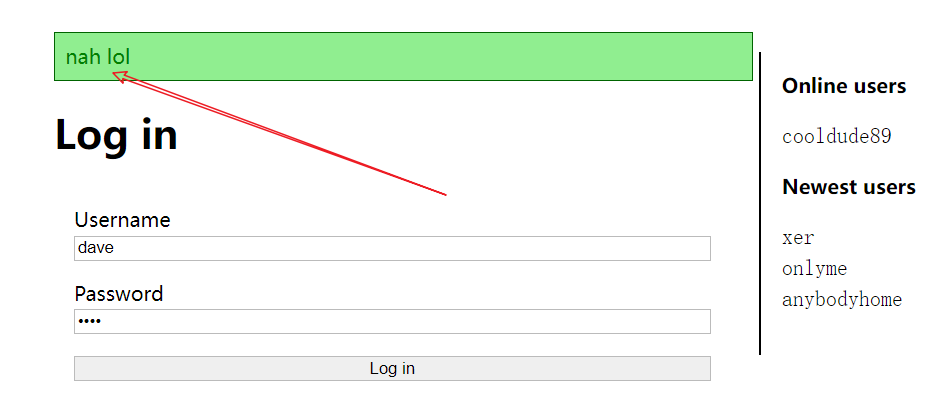 nah lol
Log in
Username
dave
Password
••••
Log in
Online users
cooldude89
Newest users
xer
onlyme
anybodyhome